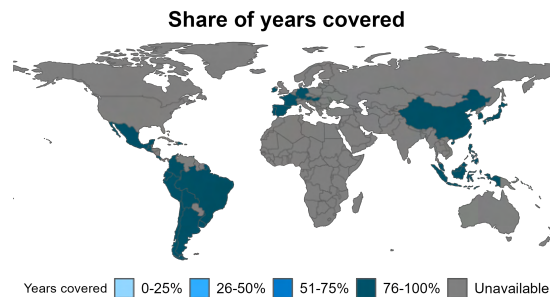 Share of years covered
Years covered 0-25% 26-50% 51-75% 76-100% Unavailable